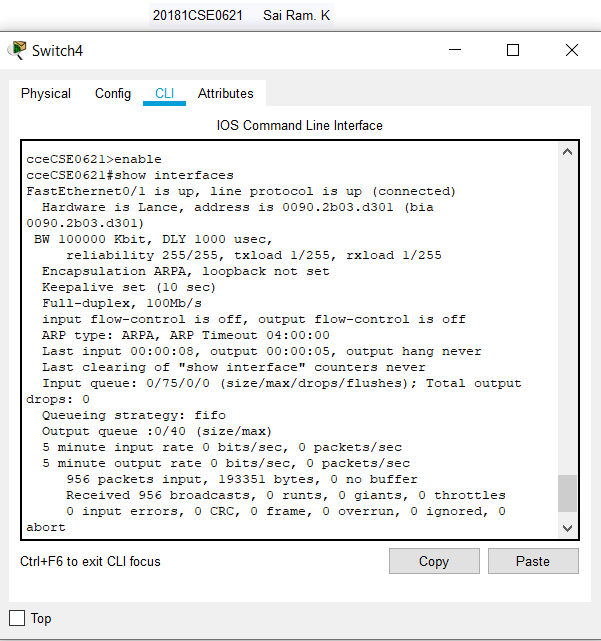 20181CSE0621 Sai Ram. K
Switch4
Physical Config CLI Attributes
IOS Command Line Interface
cceCSE0621>enable
cceCSE0621#show interfaces
FastEthernet0/1 is up, line protocol is up (connected)
Hardware is Lance, address is 0090.2b03.d301 (bia
0090.2b03.d301)
BW 100000 Kbit, DLY 1000 usec,
reliability 255/255, txload 1/255, rxload 1/255
Encapsulation ARPA, loopback not set
Keepalive set (10 sec)
Full-duplex, 100Mb/s
input flow-control is off, output flow-control is off
ARP type: ARPA, ARP Timeout 04:00:00
Last input 00:00:08, output 00:00:05, output hang never
Last clearing of "show interface" counters never
Input queue: 0/75/0/0 (size/max/drops/flushes); Total output
drops: 0
Queueing strategy: fifo
Output queue :0/40 (size/max)
5 minute input rate 0 bits/sec, 0 packets/sec
5 minute output rate 0 bits/sec, 0 packets/sec
956 packets input, 193351 bytes, 0 no buffer
Received 956 broadcasts, 0 runts, 0 giants, 0 throttles
0 input errors, 0 CRC, 0 frame, 0 overrun, 0 ignored, 0
abort
Ctrl+F6 to exit CLI focus Copy Paste
Top